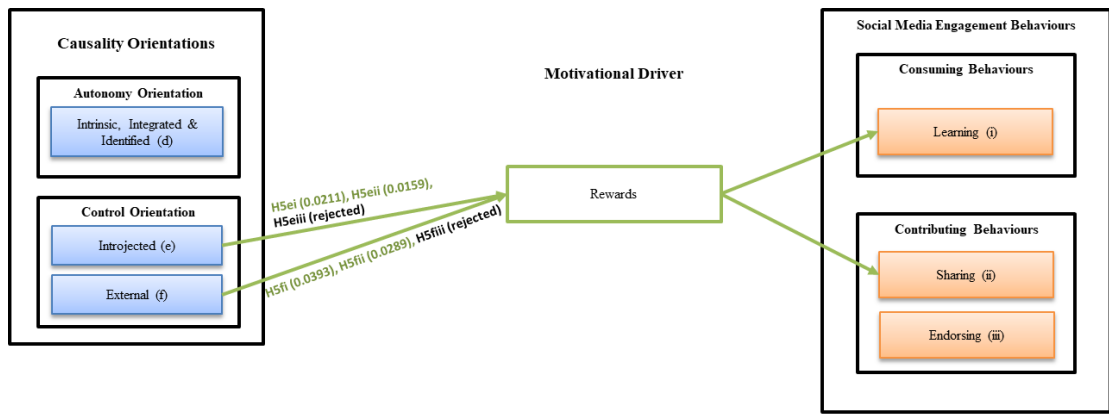 Causality Orientations
Autonomy Orientation
Intrinsic, Integrated &
Identified (d)
Control Orientation
Introjected (e)
External (f)
H5ei (0.0211), H5eii (0.0159),
H5eiii (rejected)
H5fi (0.0393), H5fii (0.0289), H5fiii (rejected)
Motivational Driver
Rewards
Social Media Engagement Behaviours
Consuming Behaviours
Learning (i)
Contributing Behaviours
Sharing (ii)
Endorsing (iii)